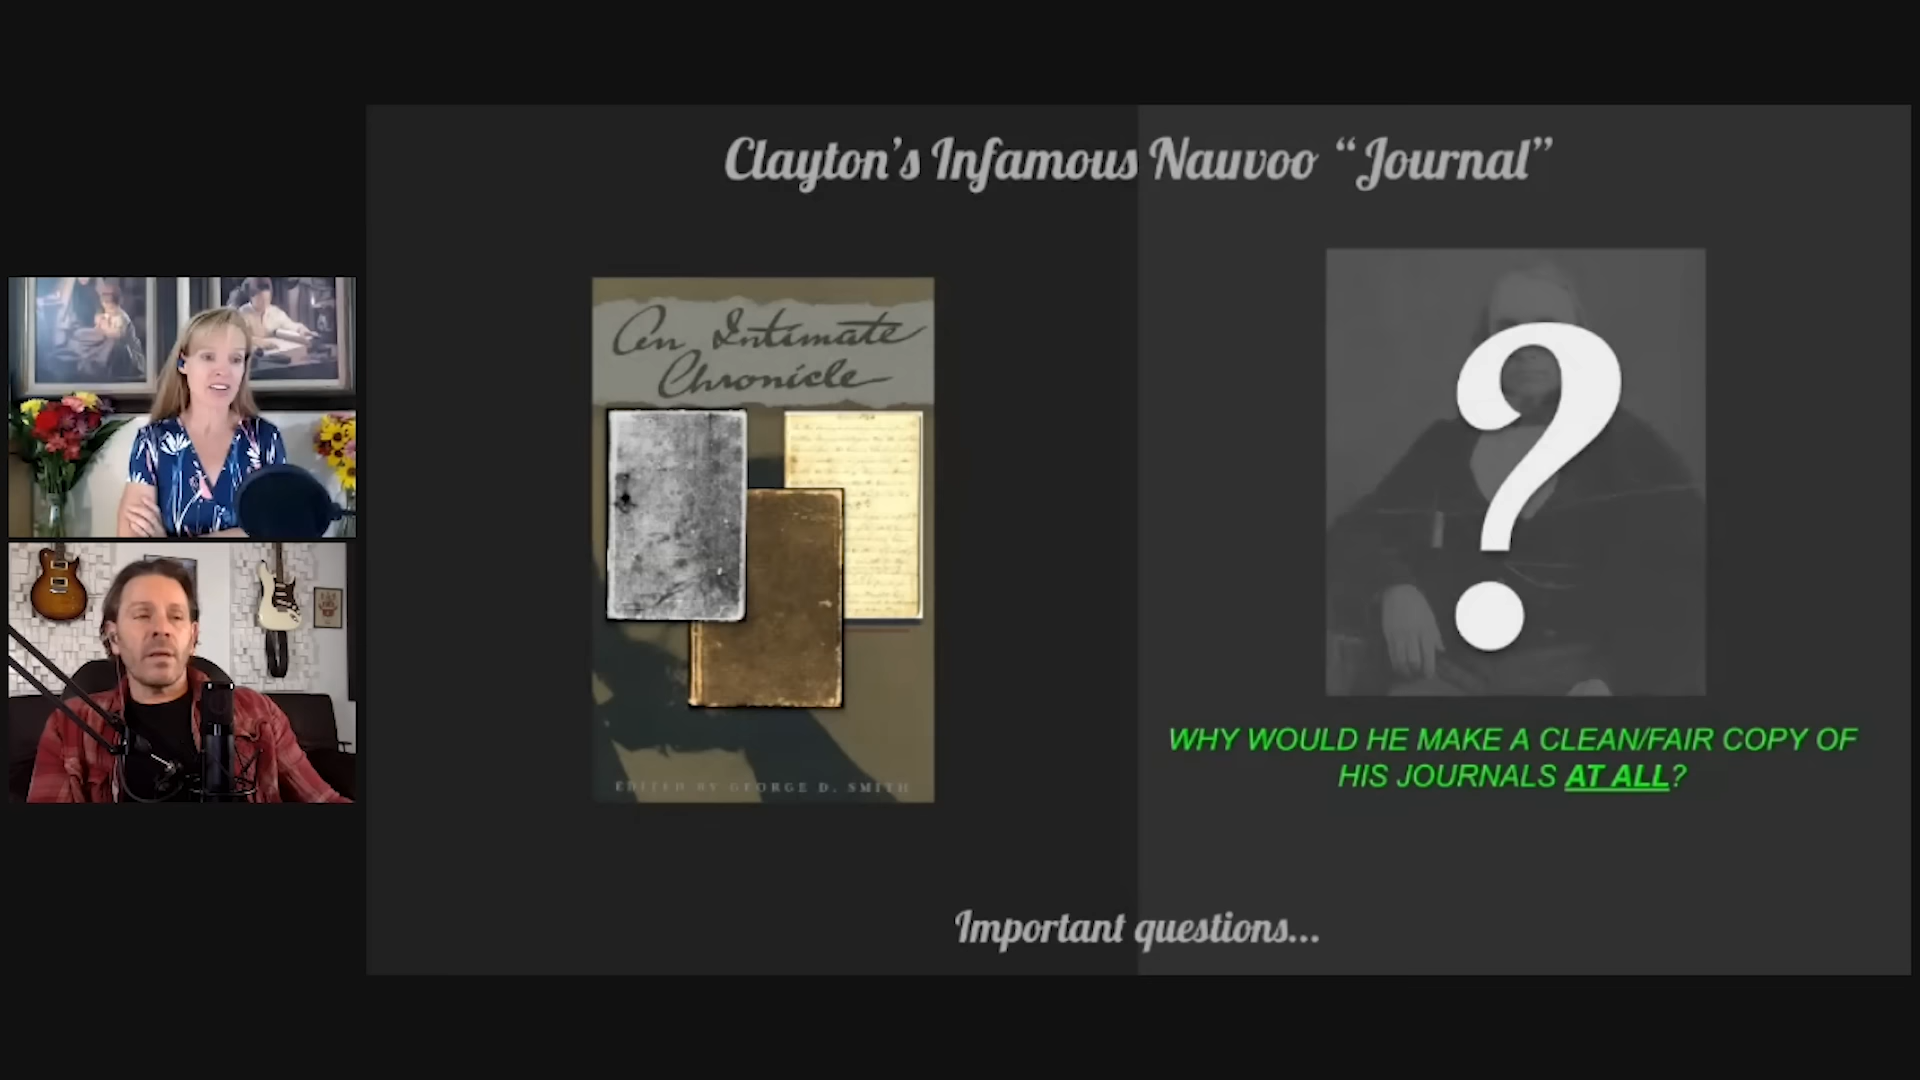 Clayton's Infamous Nauvoo “Journal”
An Intimate
Chronicle
EDITED BY GEORGE D. SMITH
WHY WOULD HE MAKE A CLEAN/FAIR COPY OF
HIS JOURNALS AT ALL?
Important questions...